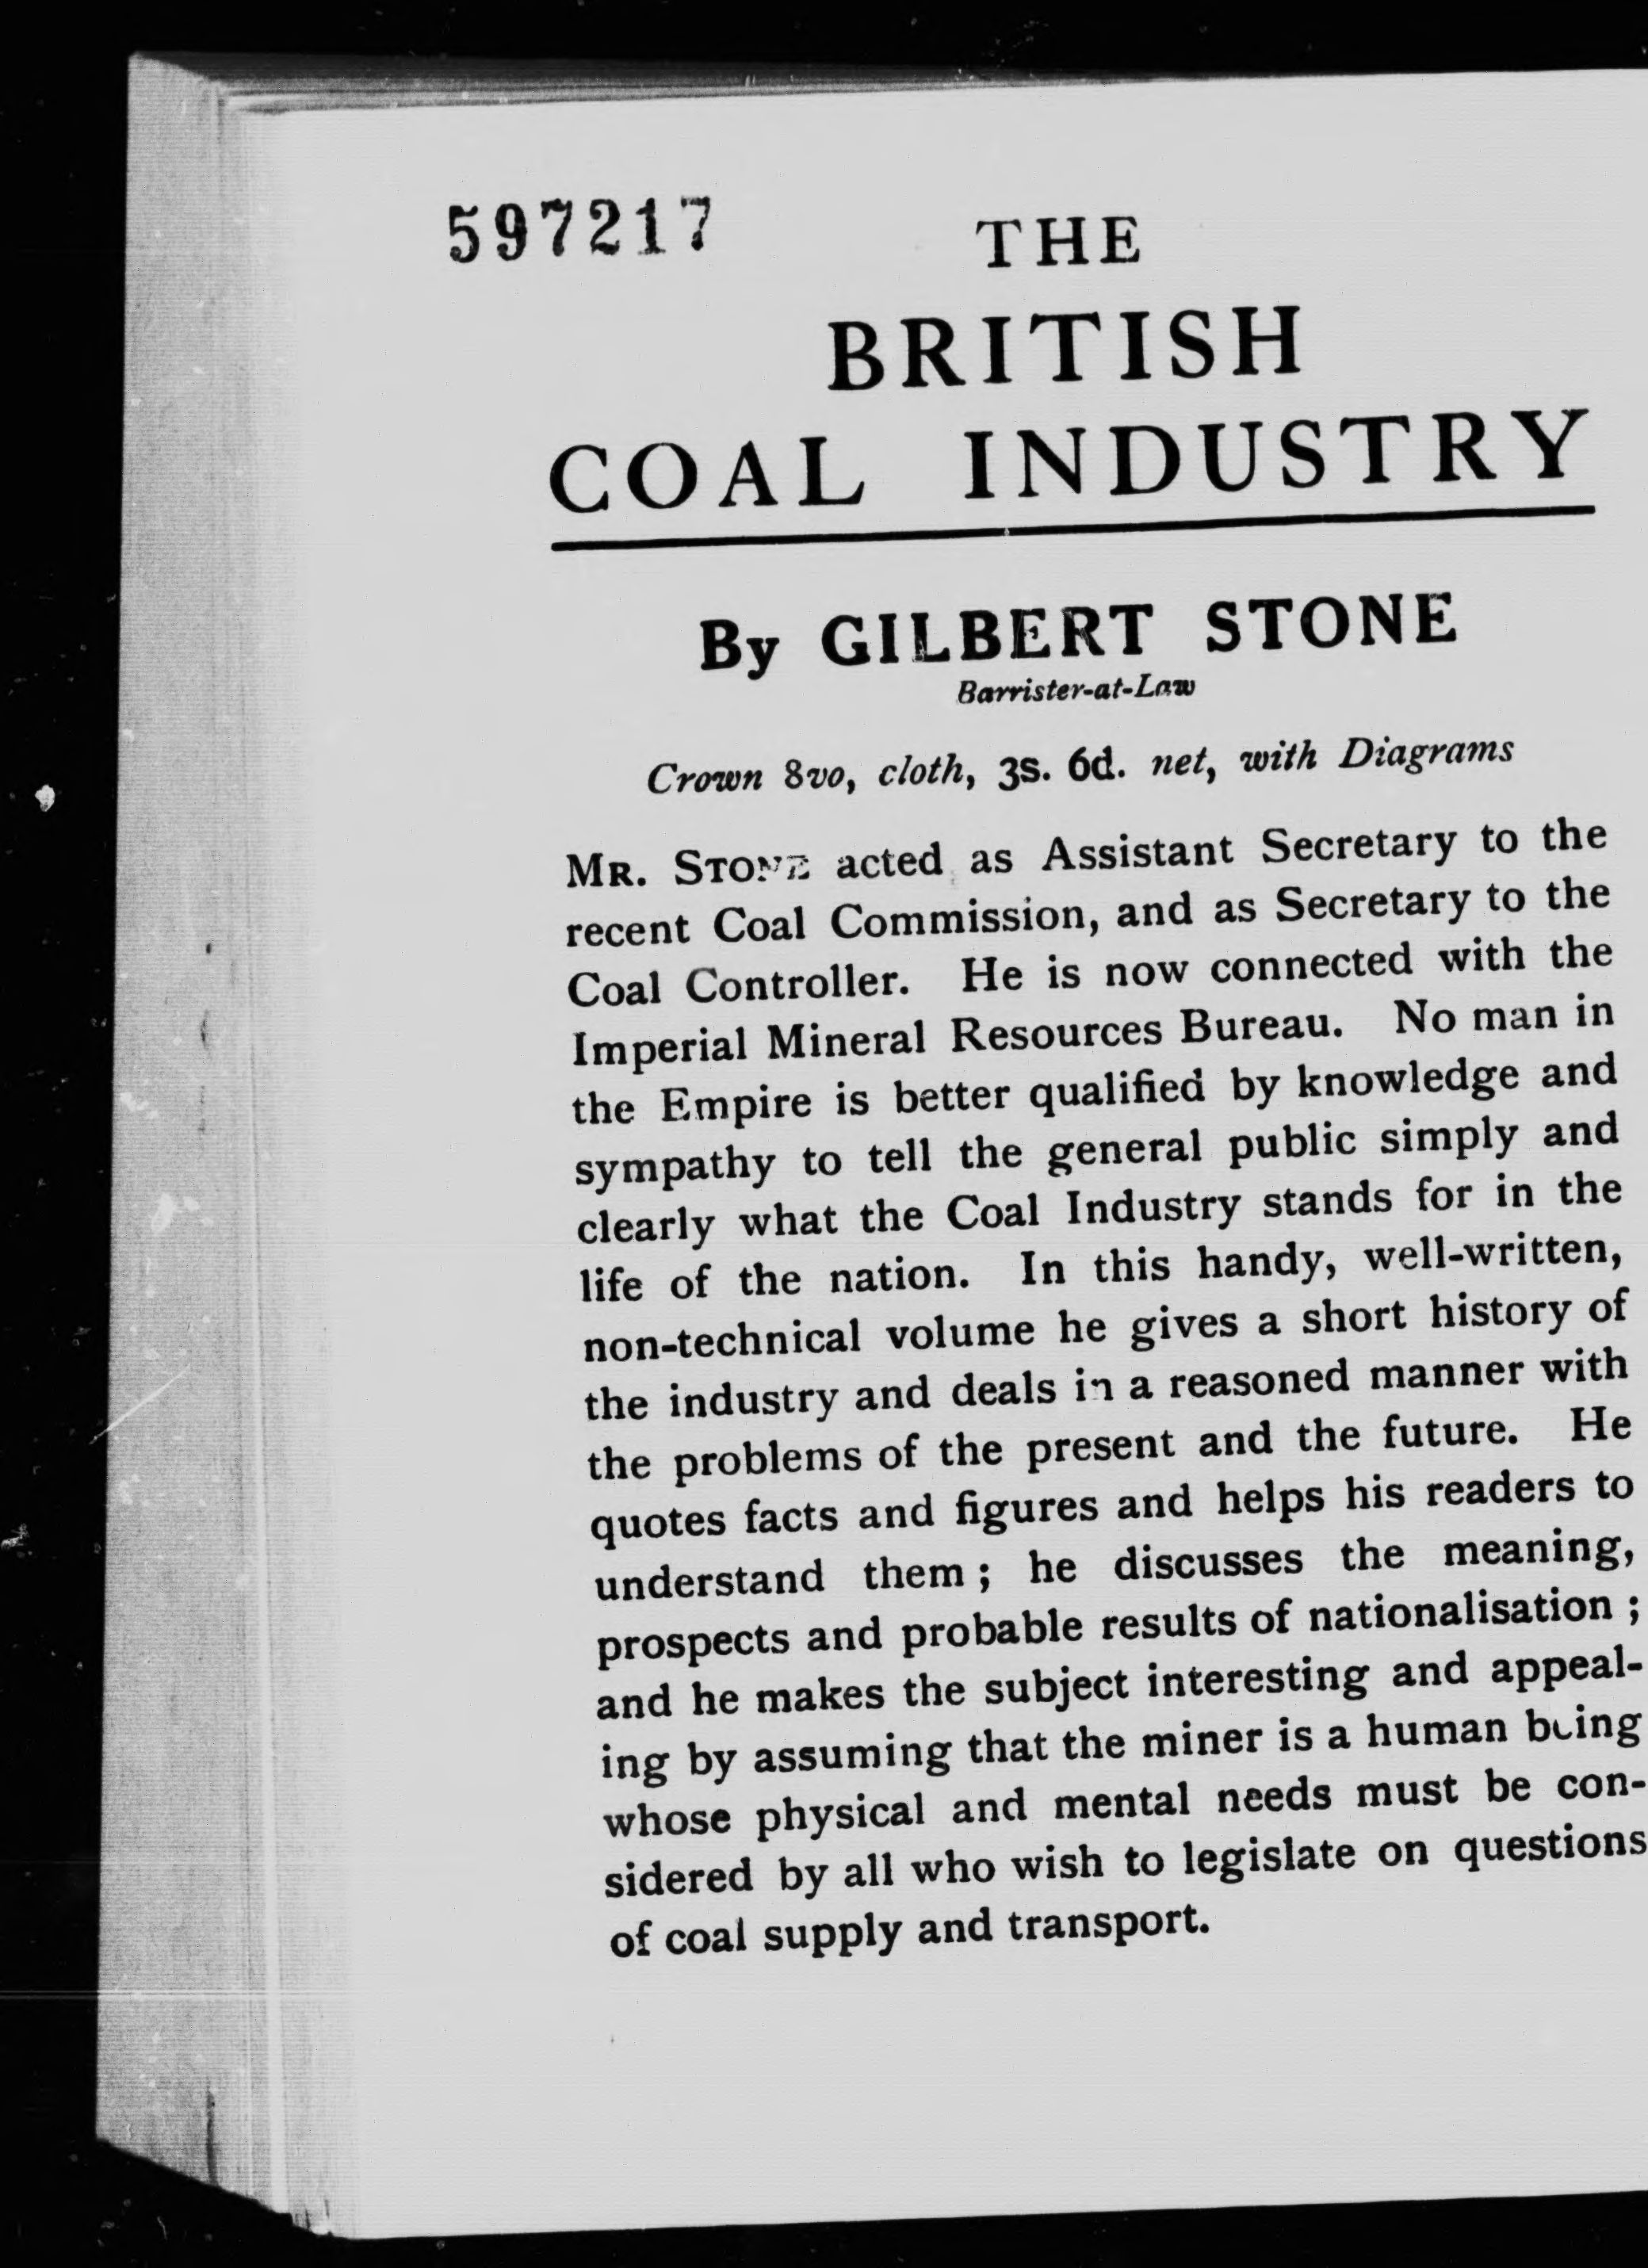 597217
THE
BRITISH
COAL INDUSTRY
By GILBERT STONE
Barrister-at-Law
Crown 8vo, cloth, 3s. 6d. net, with Diagrams
MR. STONE acted as Assistant Secretary to the
recent Coal Commission, and as Secretary to the
Coal Controller. He is now connected with the
Imperial Mineral Resources Bureau. No man in
the Empire is better qualified by knowledge and
sympathy to tell the general public simply and
clearly what the Coal Industry stands for in the
life of the nation. In this handy, well-written,
non-technical volume he gives a short history of
the industry and deals in a reasoned manner with
the problems of the present and the future. He
quotes facts and figures and helps his readers to
understand them ; he discusses the meaning,
prospects and probable results of nationalisation ;
and he makes the subject interesting and appeal-
ing by assuming that the miner is a human being
whose physical and mental needs must be con-
sidered by all who wish to legislate on questions
of coal supply and transport.